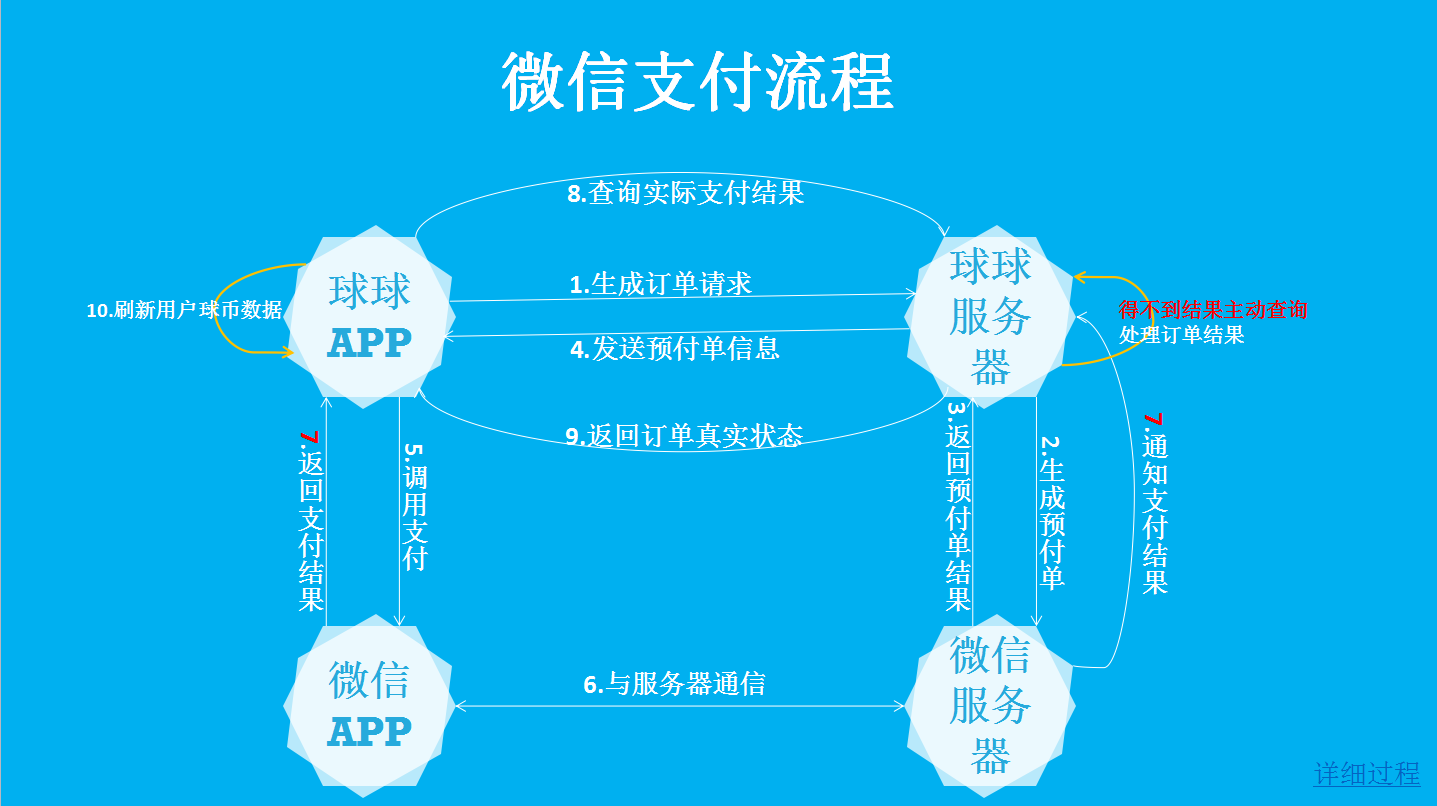 微信支付流程
8.查询实际支付结果
球球
APP
1.生成订单请求
球球
服务
器
10.刷新用户球币数据
得不到结果主动查询
处理订单结果
4.发送预付单信息
9.返回订单真实状态
7.返回支付结果
5.调用支付
3.返回预付单结果
2.生成预付单
7.通知支付结果
微信
APP
6.与服务器通信
微信
服务
器
详细过程